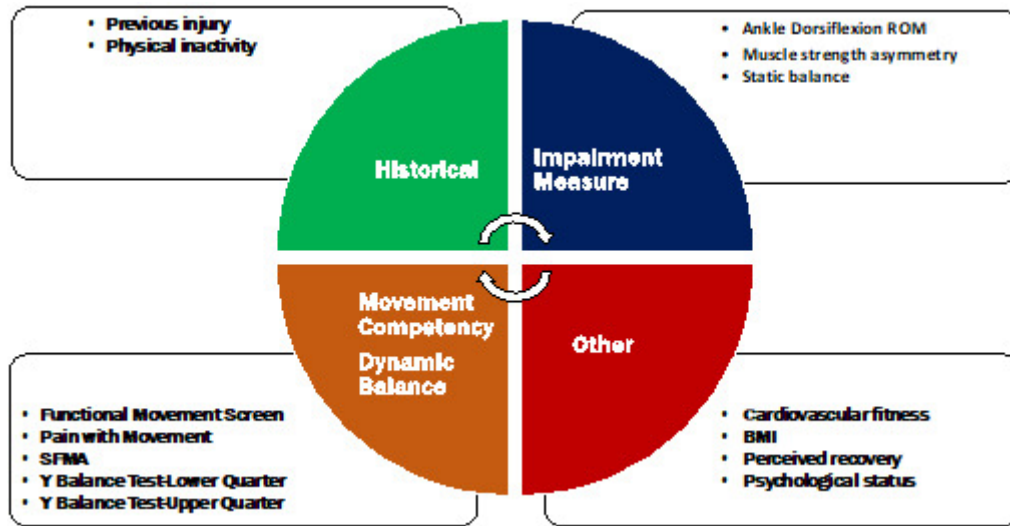 • Previous injury
• Physical inactivity
• Ankle Dorsiflexion ROM
• Muscle strength asymmetry
• Static balance
Historical
Impairment
Measure
Movement
Competency
Dynamic
Balance
Other
• Functional Movement Screen
• Pain with Movement
• SFMA
• Y Balance Test-Lower Quarter
• Y Balance Test-Upper Quarter
• Cardiovascular fitness
• BMI
• Perceived recovery
• Psychological status